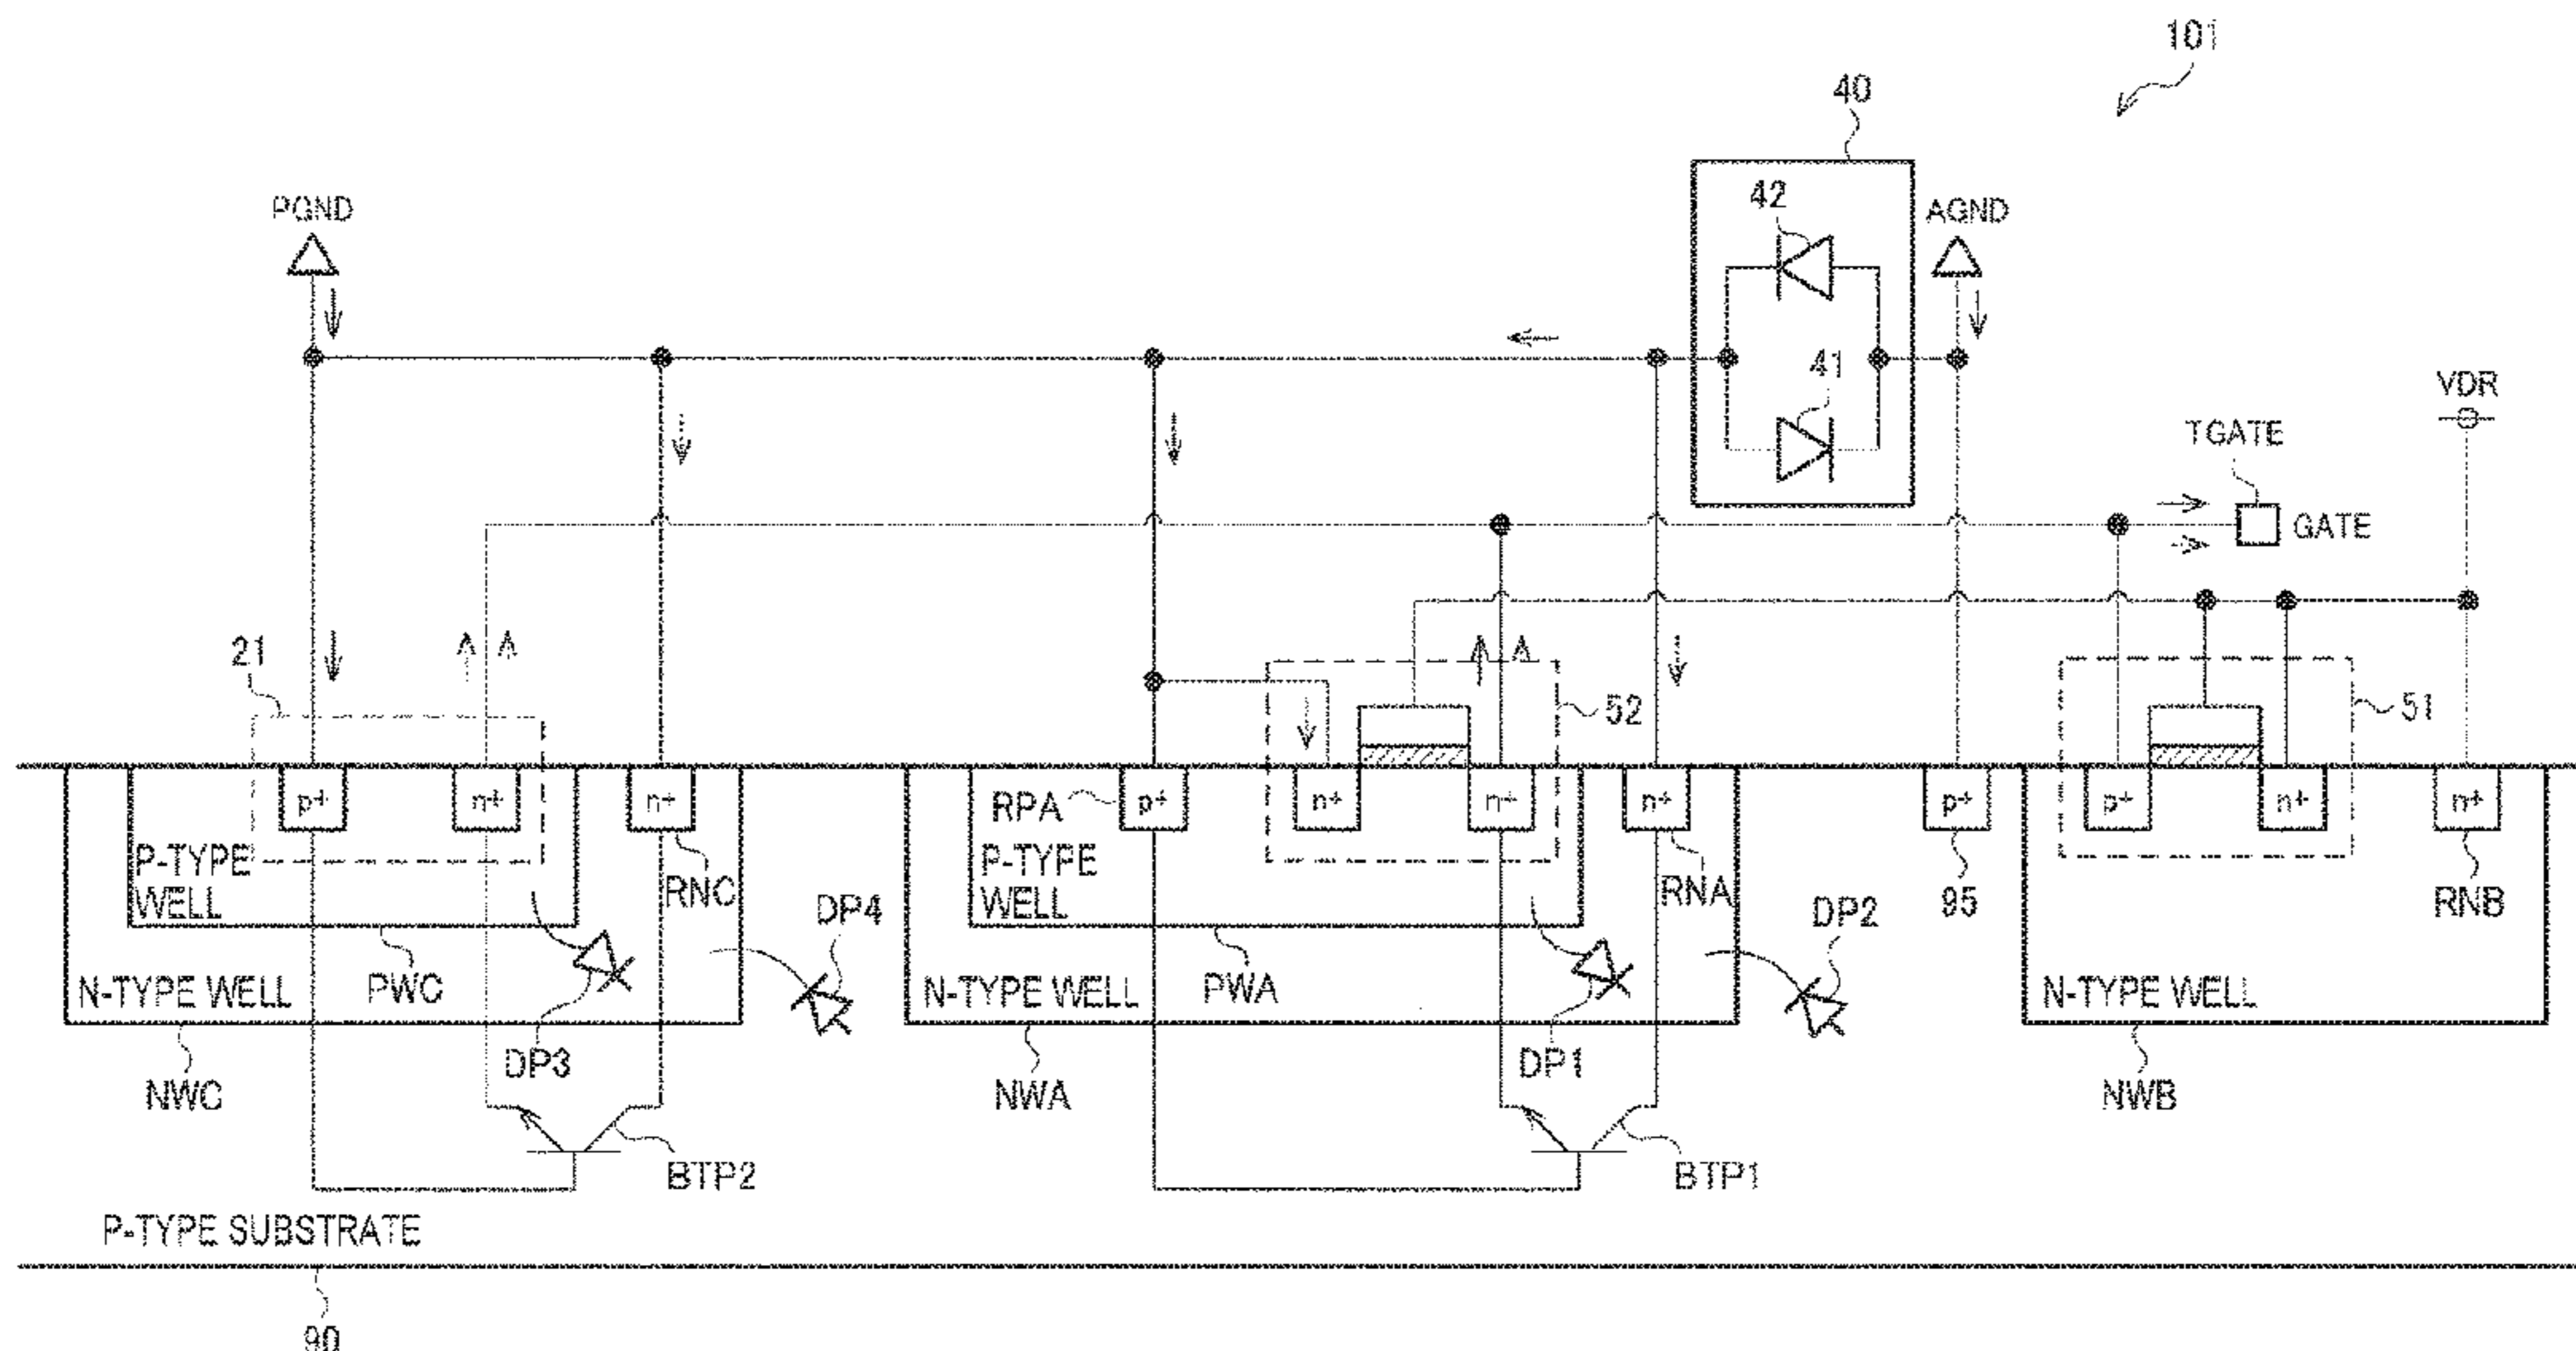 101
40
42
PGND
AGND
41
VDR
TGATE
GATE
21
52
51
p+
n+
n+
RPA
p+
n+
n+
n+
p+
p+
n+
n+
P-TYPE
WELL
RNC
P-TYPE
WELL
RNA
95
RNB
DP4
DP2
N-TYPE WELL
PWC
N-TYPE WELL
PWA
N-TYPE WELL
DP3
DP1
NWC
NWA
NWB
BTP2
BTP1
P-TYPE SUBSTRATE
90